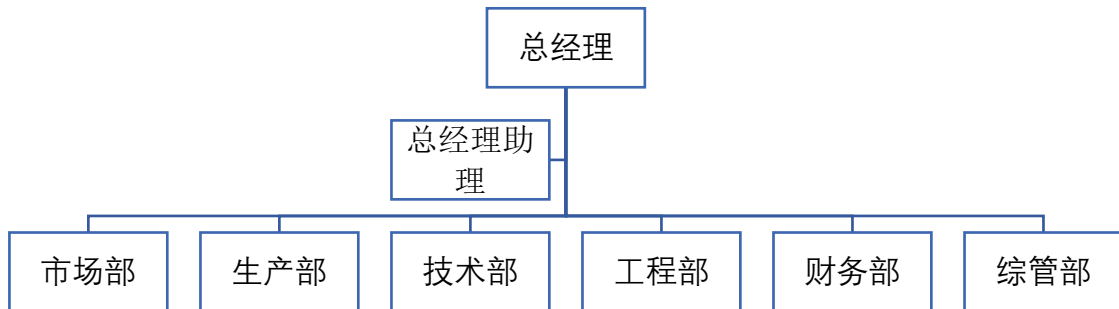 总经理
总经理助
理
市场部
生产部
技术部
工程部
财务部
综管部